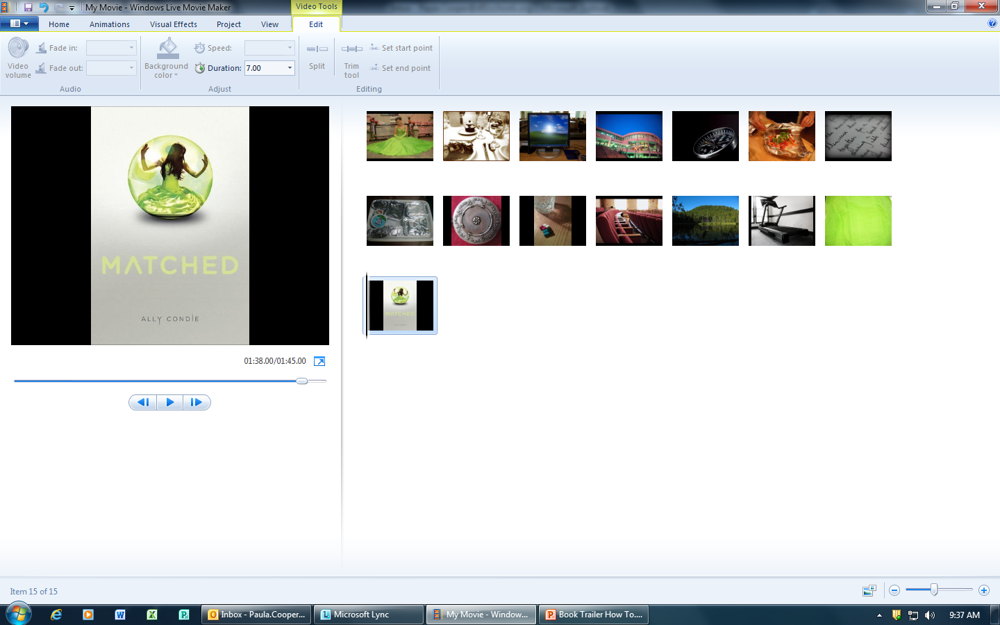 My Movie - Windows Live Movie Maker
Video Tools
Home
Animations
Visual Effects
Project
View
Edit
Video volume
Fade in:
Fade out:
Audio
Background color
Speed:
Duration: 7.00
Adjust
Split
Trim tool
Set start point
Set end point
Editing
MATCHED
ALLY CONDIE
01:38.00/01:45.00
MATCHED
Item 15 of 15
Inbox - Paula.Cooper...
Microsoft Lync
My Movie - Window...
Book Trailer How To....
9:37 AM